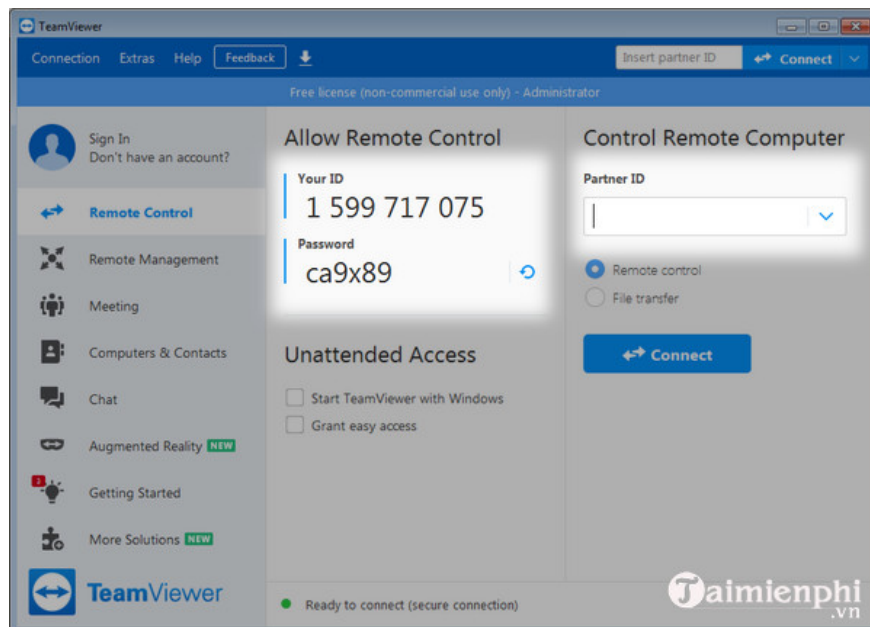 TeamViewer
Connection Extras Help Feedback
Insert partner ID Connect
Free license (non-commercial use only) - Administrator
Sign In
Don't have an account?
Remote Control
Remote Management
Meeting
Computers & Contacts
Chat
Augmented Reality NEW
3
Getting Started
More Solutions NEW
TeamViewer
Allow Remote Control
Your ID
1 599 717 075
Password
ca9x89
Unattended Access
Start TeamViewer with Windows
Grant easy access
Ready to connect (secure connection)
Control Remote Computer
Partner ID
Remote control
File transfer
Connect
Taimienphi
.vn